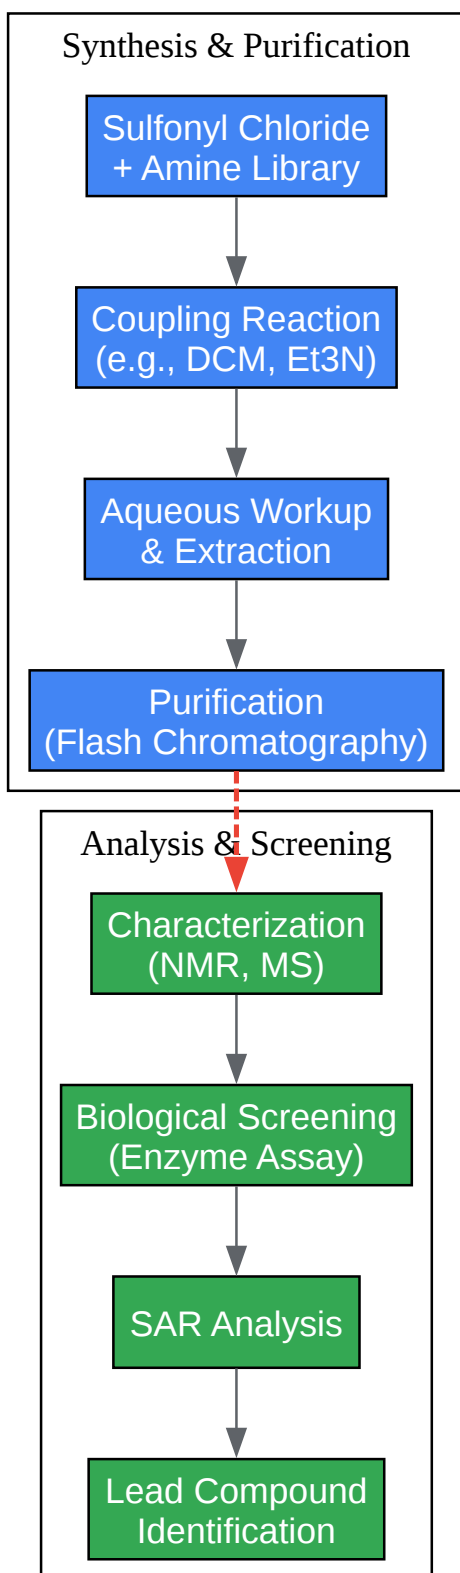 Synthesis & Purification
Sulfonyl Chloride
+ Amine Library
Coupling Reaction
(e.g., DCM, Et3N)
Aqueous Workup
& Extraction
Purification
(Flash Chromatography)
Analysis & Screening
Characterization
(NMR, MS)
Biological Screening
(Enzyme Assay)
SAR Analysis
Lead Compound
Identification